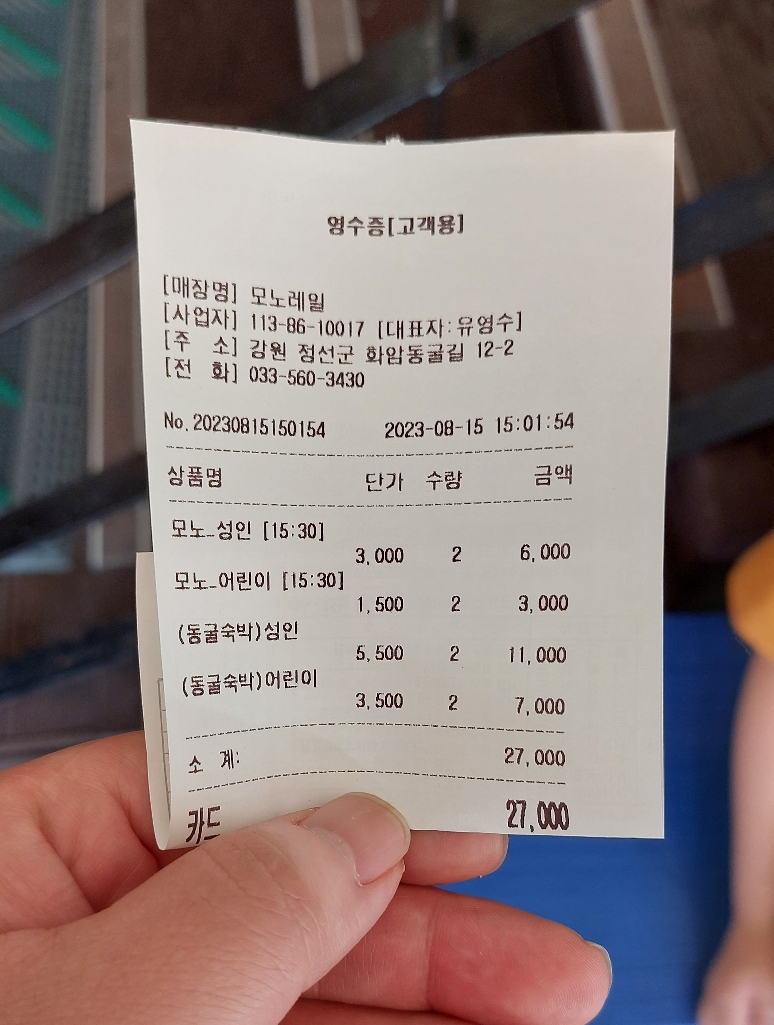 영수증[고객용]
[매장명] 모노레일
[사업자] 113-86-10017 [대표자:유영수]
[주 소] 강원 정선군 화암동굴길 12-2
[전 화] 033-560-3430
No.20230815150154 2023-08-15 15:01:54
상품명 단가 수량 금액
모노_성인 [15:30]
3,000 2 6,000
모노_어린이 [15:30]
1,500 2 3,000
(동굴숙박)성인
5,500 2 11,000
(동굴숙박)어린이
3,500 2 7,000
소 계: 27,000
카드 27,000